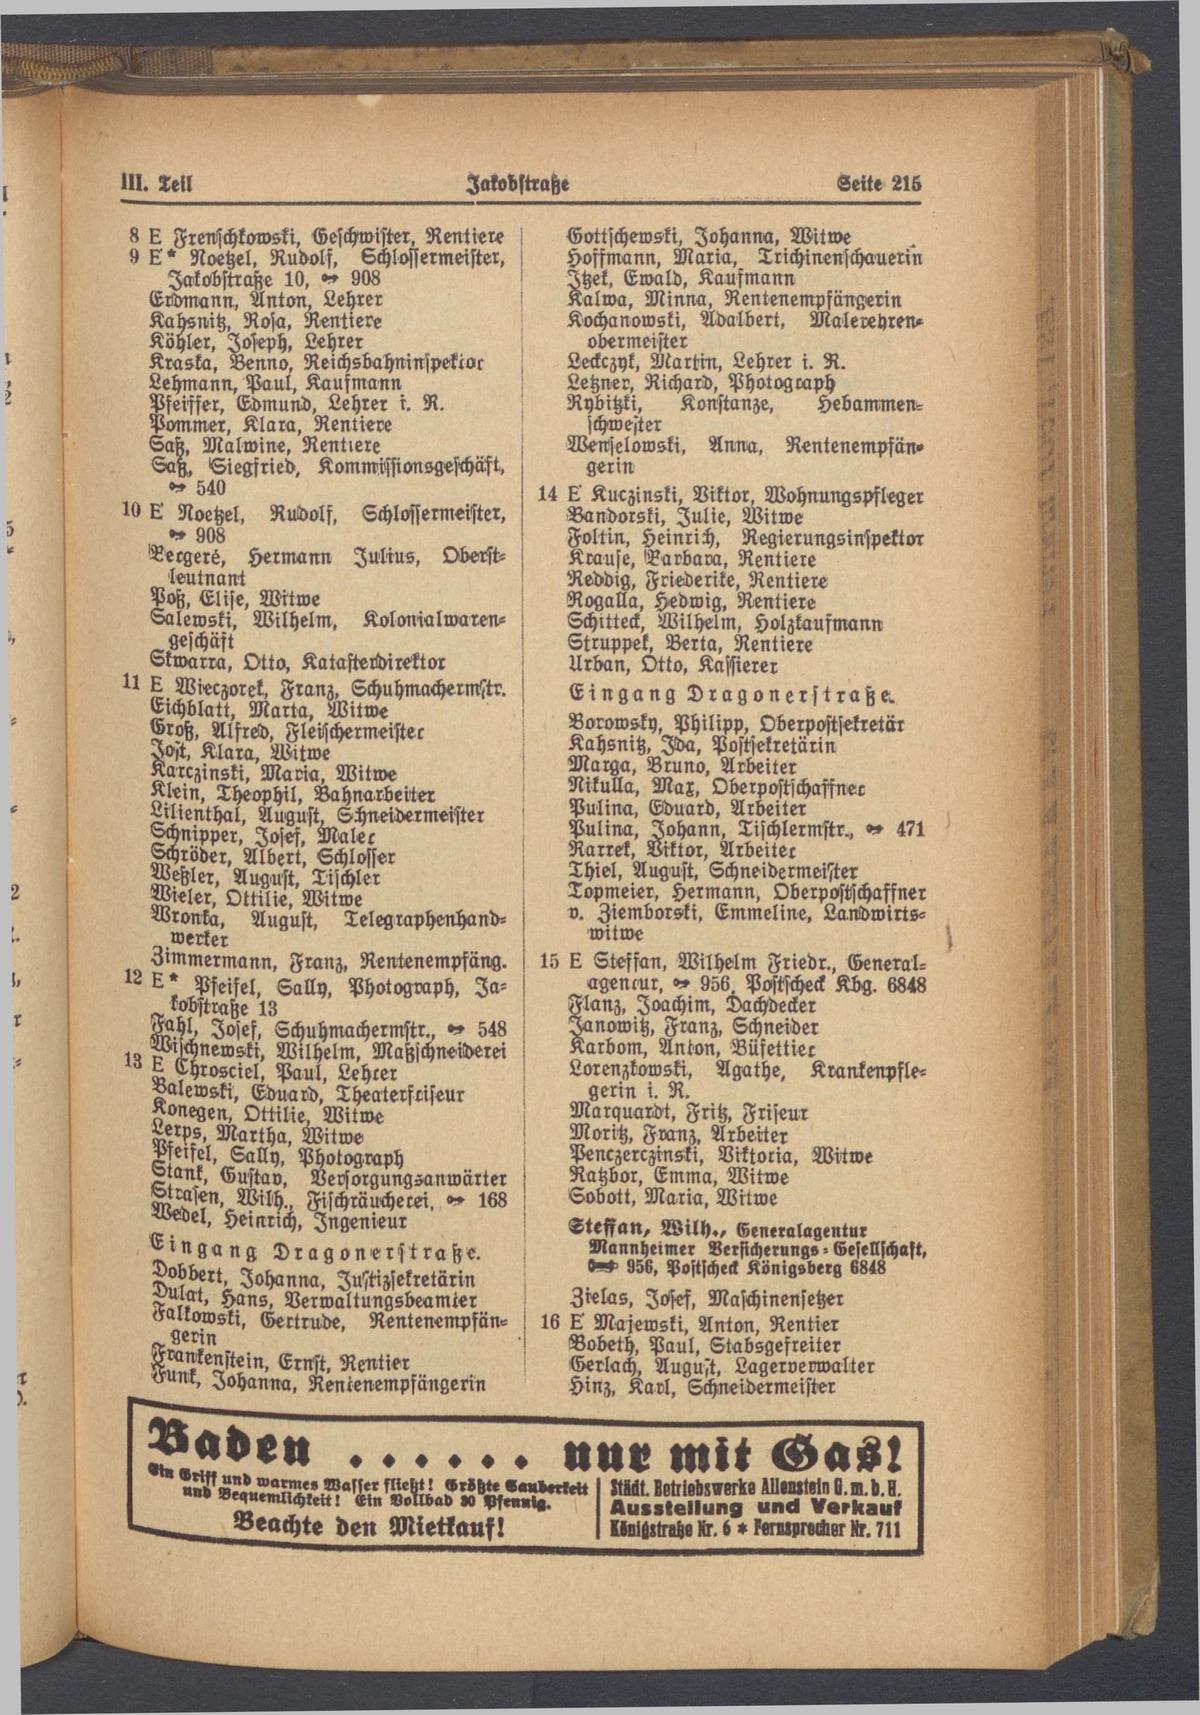 III. Teil
Jakobstraße
Seite 215
8 E Frenschkowski, Geschwister, Rentiere
9 E* Noetzel, Rudolf, Schlossermeister,
Jakobstraße 10, 908
Erdmann, Anton, Lehrer
Kahsnitz, Rosa, Rentiere
Köhler, Joseph, Lehrer
Kraska, Benno, Reichsbahninspektor
Lehmann, Paul, Kaufmann
Pfeiffer, Edmund, Lehrer i. R.
Pommer, Klara, Rentiere
Saß, Malwine, Rentiere
Saß, Siegfried, Kommissionsgeschäft,
540
10 E Noetzel, Rudolf, Schlossermeister,
908
Bergeré, Hermann Julius, Oberst-
leutnant
Poß, Elise, Witwe
Salewski, Wilhelm, Kolonialwaren-
geschäft
Skwarra, Otto, Katasterdirektor
11 E Wieczorek, Franz, Schuhmachermstr.
Eichblatt, Marta, Witwe
Groß, Alfred, Fleischermeister
Jost, Klara, Witwe
Karczinski, Maria, Witwe
Klein, Theophil, Bahnarbeiter
Lilienthal, August, Schneidermeister
Schnipper, Josef, Maler
Schröder, Albert, Schlosser
Weßler, August, Tischler
Wieler, Ottilie, Witwe
Wronka, August, Telegraphenhand-
werker
Zimmermann, Franz, Rentenempfäng.
12 E* Pfeifel, Sally, Photograph, Ja-
kobstraße 13
Fahl, Josef, Schuhmachermstr., 548
Wischnewski, Wilhelm, Maßschneiderei
13 E Chrosciel, Paul, Lehrer
Balewski, Eduard, Theaterfriseur
Konegen, Ottilie, Witwe
Lerps, Martha, Witwe
Pfeifel, Sally, Photograph
Stank, Gustav, Versorgungsanwärter
Strasen, Wilh., Fischräucherei, 168
Wedel, Heinrich, Ingenieur
Eingang Dragonerstraße.
Dobbert, Johanna, Justizsekretärin
Dulat, Hans, Verwaltungsbeamter
Falkowski, Gertrude, Rentenempfän-
gerin
Frankenstein, Ernst, Rentier
Funk, Johanna, Rentenempfängerin
Gottschewski, Johanna, Witwe
Hoffmann, Maria, Trichinenschauerin
Itzek, Ewald, Kaufmann
Kalwa, Minna, Rentenempfängerin
Kochanowski, Adalbert, Malerehren-
obermeister
Leckczyk, Martin, Lehrer i. R.
Letzner, Richard, Photograph
Rybitzki, Konstanze, Hebammen-
schwester
Wenselowski, Anna, Rentenempfän-
gerin
14 E Kuczinski, Viktor, Wohnungspfleger
Bandorski, Julie, Witwe
Foltin, Heinrich, Regierungsinspektor
Krause, Barbara, Rentiere
Reddig, Friederike, Rentiere
Rogalla, Hedwig, Rentiere
Schitteck, Wilhelm, Holzkaufmann
Struppek, Berta, Rentiere
Urban, Otto, Kassierer
Eingang Dragonerstraße.
Borowsky, Philipp, Oberpostsekretär
Kahsnitz, Ida, Postsekretärin
Marga, Bruno, Arbeiter
Nikulla, Max, Oberpostschaffner
Pulina, Eduard, Arbeiter
Pulina, Johann, Tischlermstr., 471
Rarrek, Viktor, Arbeiter
Thiel, August, Schneidermeister
Topmeier, Hermann, Oberpostschaffner
v. Ziemborski, Emmeline, Landwirts-
witwe
15 E Steffan, Wilhelm Friedr., General-
agentur, 956, Postscheck Kbg. 6848
Flanz, Joachim, Dachdecker
Janowitz, Franz, Schneider
Karbom, Anton, Büfettier
Lorenzkowski, Agathe, Krankenpfle-
gerin i. R.
Marquardt, Fritz, Friseur
Moritz, Franz, Arbeiter
Penczerczinski, Viktoria, Witwe
Ratzbor, Emma, Witwe
Sobott, Maria, Witwe
Steffan, Wilh., Generalagentur
Mannheimer Versicherungs-Gesellschaft,
956, Postscheck Königsberg 6848
Zielas, Josef, Maschinensetzer
16 E Majewski, Anton, Rentier
Bobeth, Paul, Stabsgefreiter
Gerlach, August, Lagerverwalter
Hinz, Karl, Schneidermeister
Baden . . . . . . nur mit Gas!
Ein Griff und warmes Wasser fließt! Größte Sauberkeit
und Bequemlichkeit! Ein Vollbad 30 Pfennig.
Beachte den Mietkauf!
Städt. Betriebswerke Allenstein G. m. b. H.
Ausstellung und Verkauf
Königstraße Nr. 6 * Fernsprecher Nr. 711